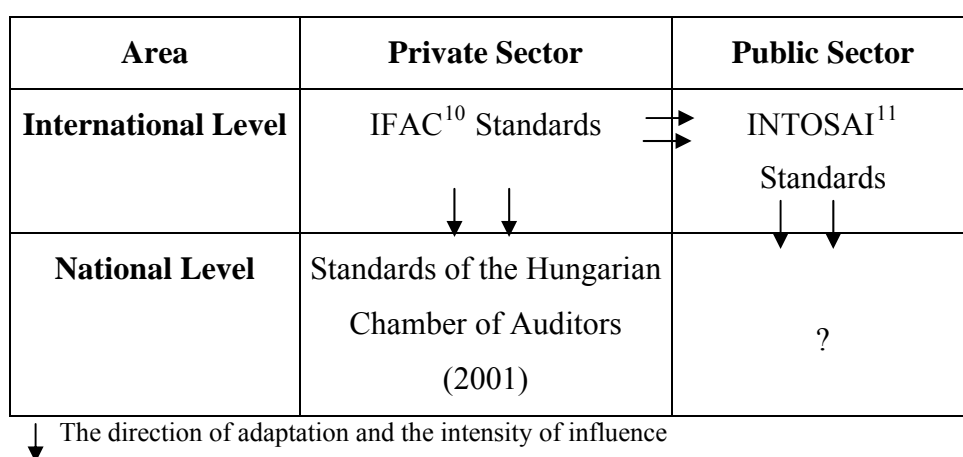 Area Private Sector Public Sector
International Level IFAC10 Standards INTOSAI11
Standards
National Level Standards of the Hungarian
Chamber of Auditors
(2001)
?
The direction of adaptation and the intensity of influence